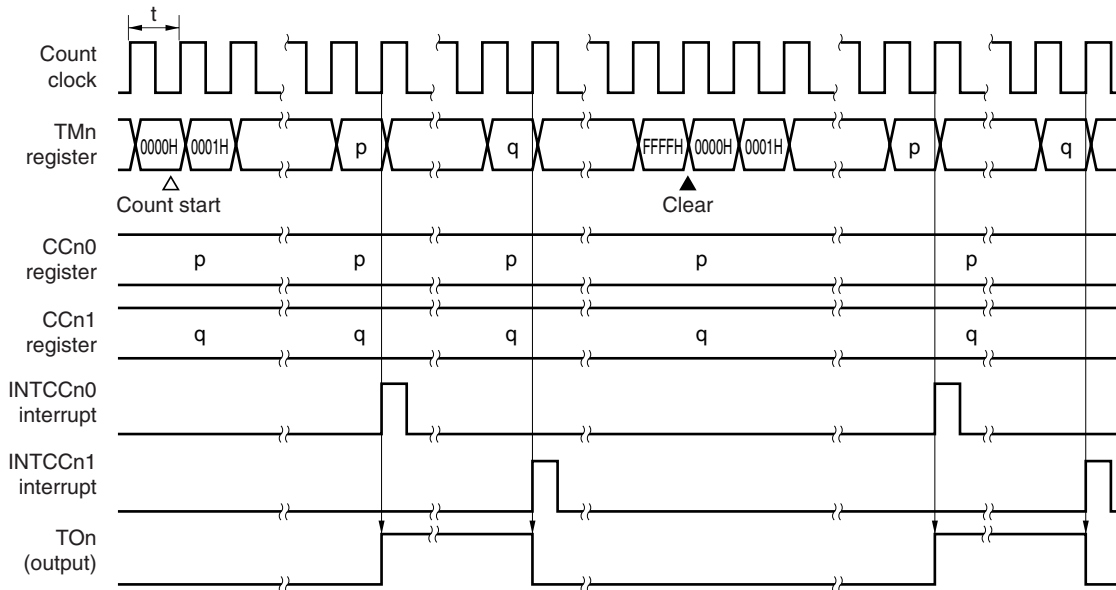 t
Count
clock
TMn
register
0000H 0001H p q FFFFH 0000H 0001H p q
Count start Clear
CCn0
register
p p p p p
CCn1
register
q q q q q
INTCCn0
interrupt
INTCCn1
interrupt
TOn
(output)